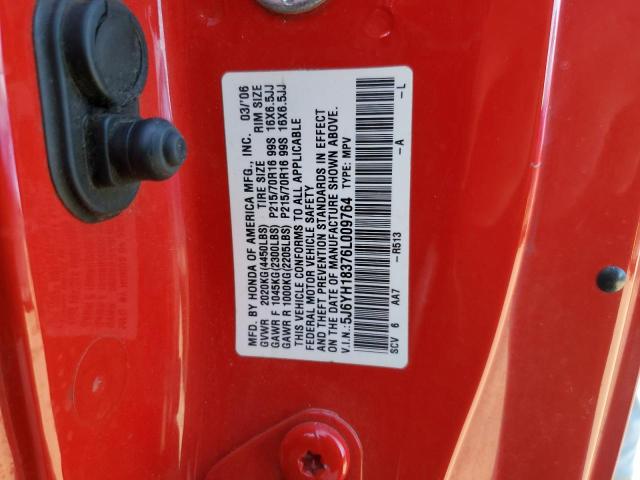 MFD. BY HONDA OF AMERICA MFG., INC. 03/'06
GVWR 2020KG(4450LBS) TIRE SIZE RIM SIZE
GAWR F 1045KG(2300LBS) P215/70R16 99S 16X6.5JJ
GAWR R 1000KG(2205LBS) P215/70R16 99S 16X6.5JJ
THIS VEHICLE CONFORMS TO ALL APPLICABLE
FEDERAL MOTOR VEHICLE SAFETY
AND THEFT PREVENTION STANDARDS IN EFFECT
ON THE DATE OF MANUFACTURE SHOWN ABOVE.
V.I.N.:5J6YH18376L009764 TYPE: MPV
SCV 6 AA7 -R513 -A -L